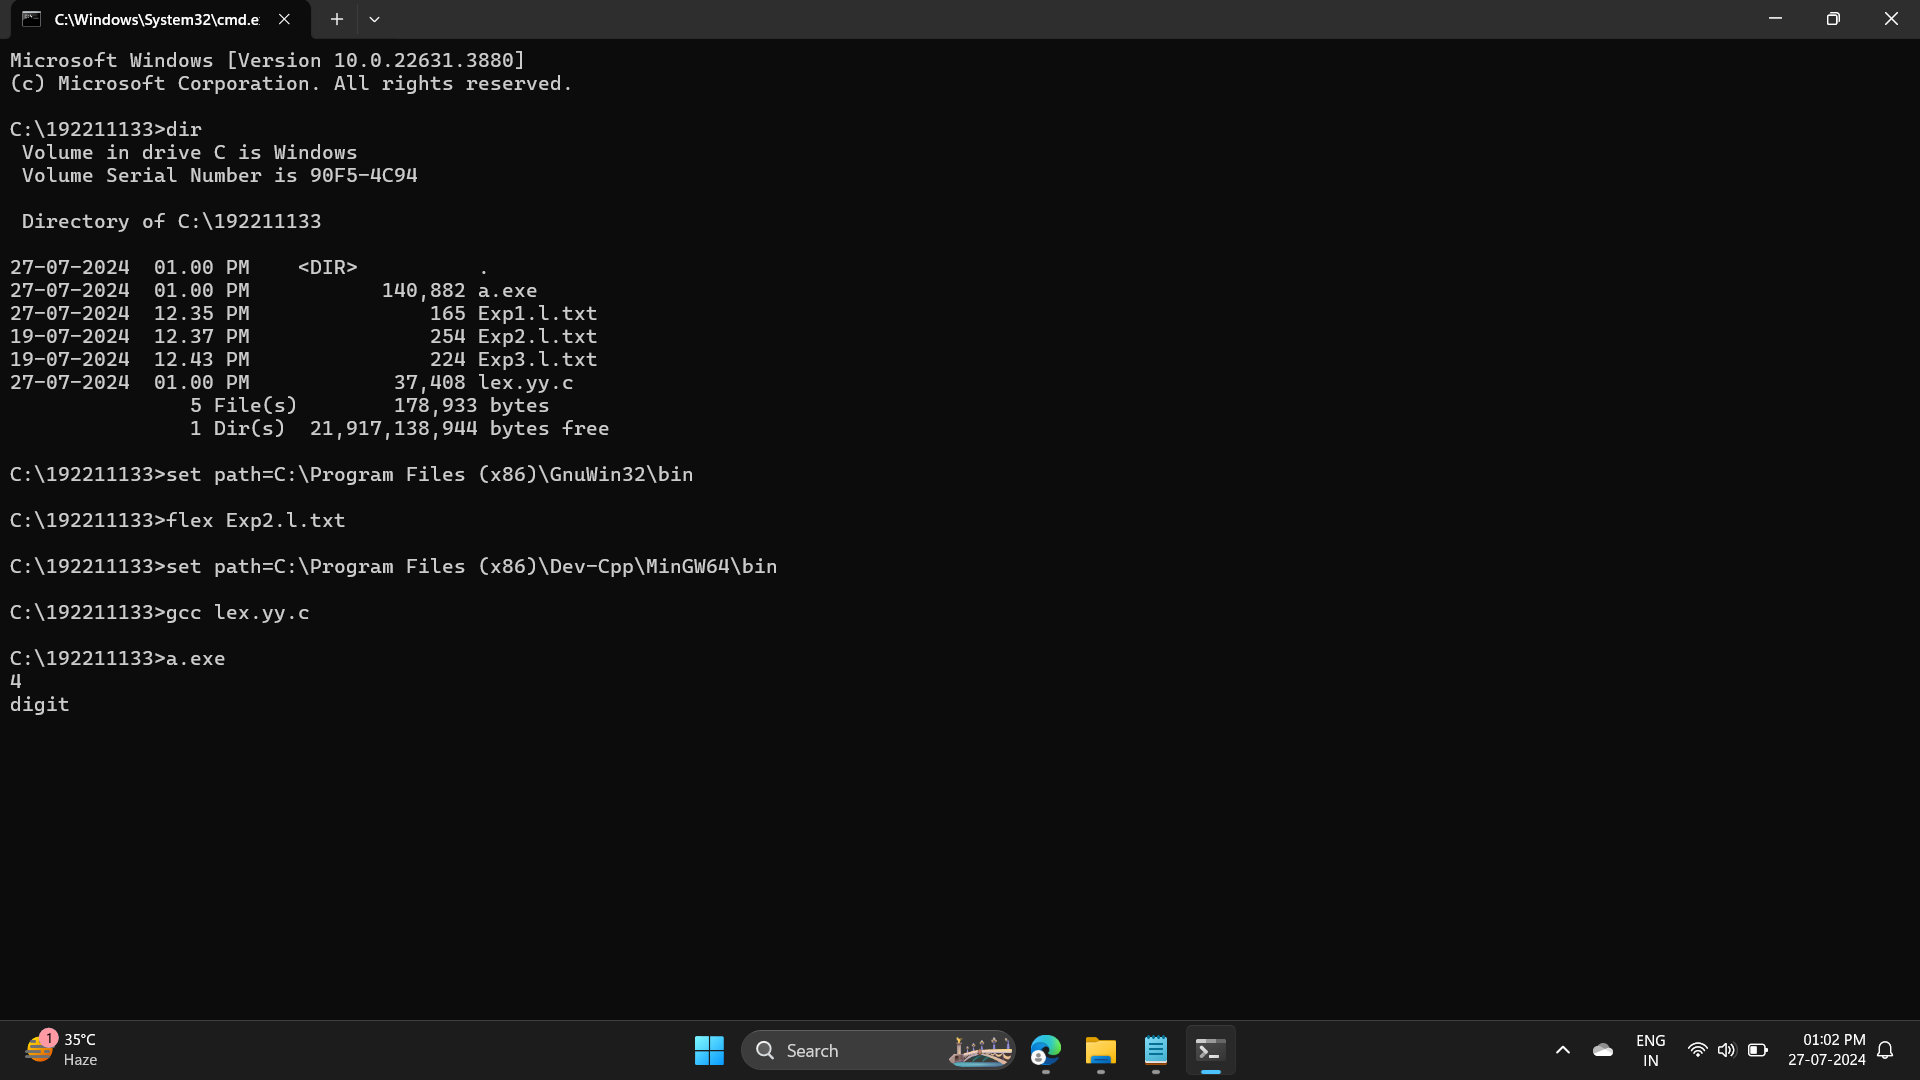 C:\Windows\System32\cmd.e
Microsoft Windows [Version 10.0.22631.3880]
(c) Microsoft Corporation. All rights reserved.
C:\192211133>dir
 Volume in drive C is Windows
 Volume Serial Number is 90F5-4C94
 Directory of C:\192211133
27-07-2024  01.00 PM    <DIR>          .
27-07-2024  01.00 PM           140,882 a.exe
27-07-2024  12.35 PM               165 Exp1.l.txt
19-07-2024  12.37 PM               254 Exp2.l.txt
19-07-2024  12.43 PM               224 Exp3.l.txt
27-07-2024  01.00 PM            37,408 lex.yy.c
               5 File(s)        178,933 bytes
               1 Dir(s)  21,917,138,944 bytes free
C:\192211133>set path=C:\Program Files (x86)\GnuWin32\bin
C:\192211133>flex Exp2.l.txt
C:\192211133>set path=C:\Program Files (x86)\Dev-Cpp\MinGW64\bin
C:\192211133>gcc lex.yy.c
C:\192211133>a.exe
4
digit
1
35°C
Haze
Search
ENG
IN
01:02 PM
27-07-2024